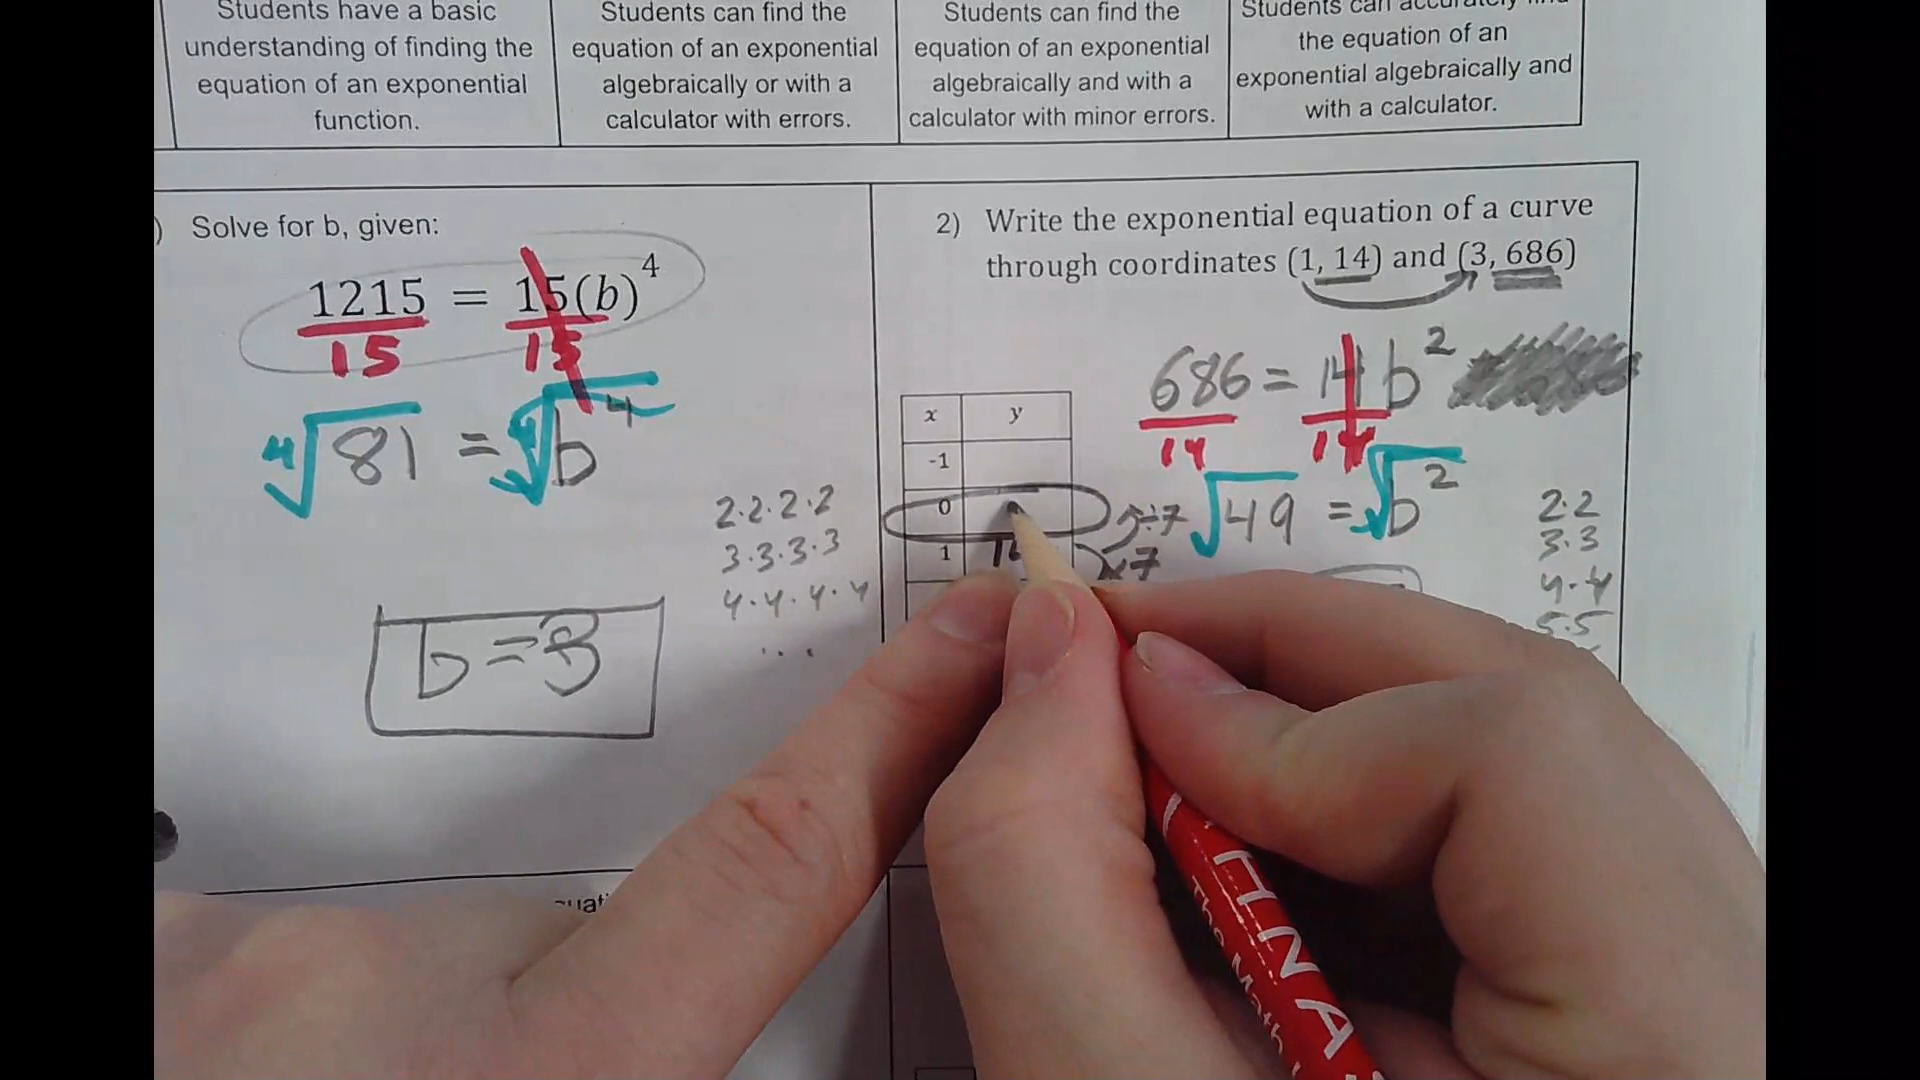 Students have a basic
understanding of finding the
equation of an exponential
function.
Students can find the
equation of an exponential
algebraically or with a
calculator with errors.
Students can find the
equation of an exponential
algebraically and with a
calculator with minor errors.
Students can accurately find
the equation of an
exponential algebraically and
with a calculator.
) Solve for b, given:
1215 = 15(b)^4
15 15
4√81 = 4√b^4
2·2·2·2
3·3·3·3
4·4·4·4
...
b=3
2) Write the exponential equation of a curve
through coordinates (1, 14) and (3, 686)
686 = 14 b^2
14 14
√49 = √b^2
2·2
3·3
4·4
5·5
x y
-1
0
÷7
1
×7